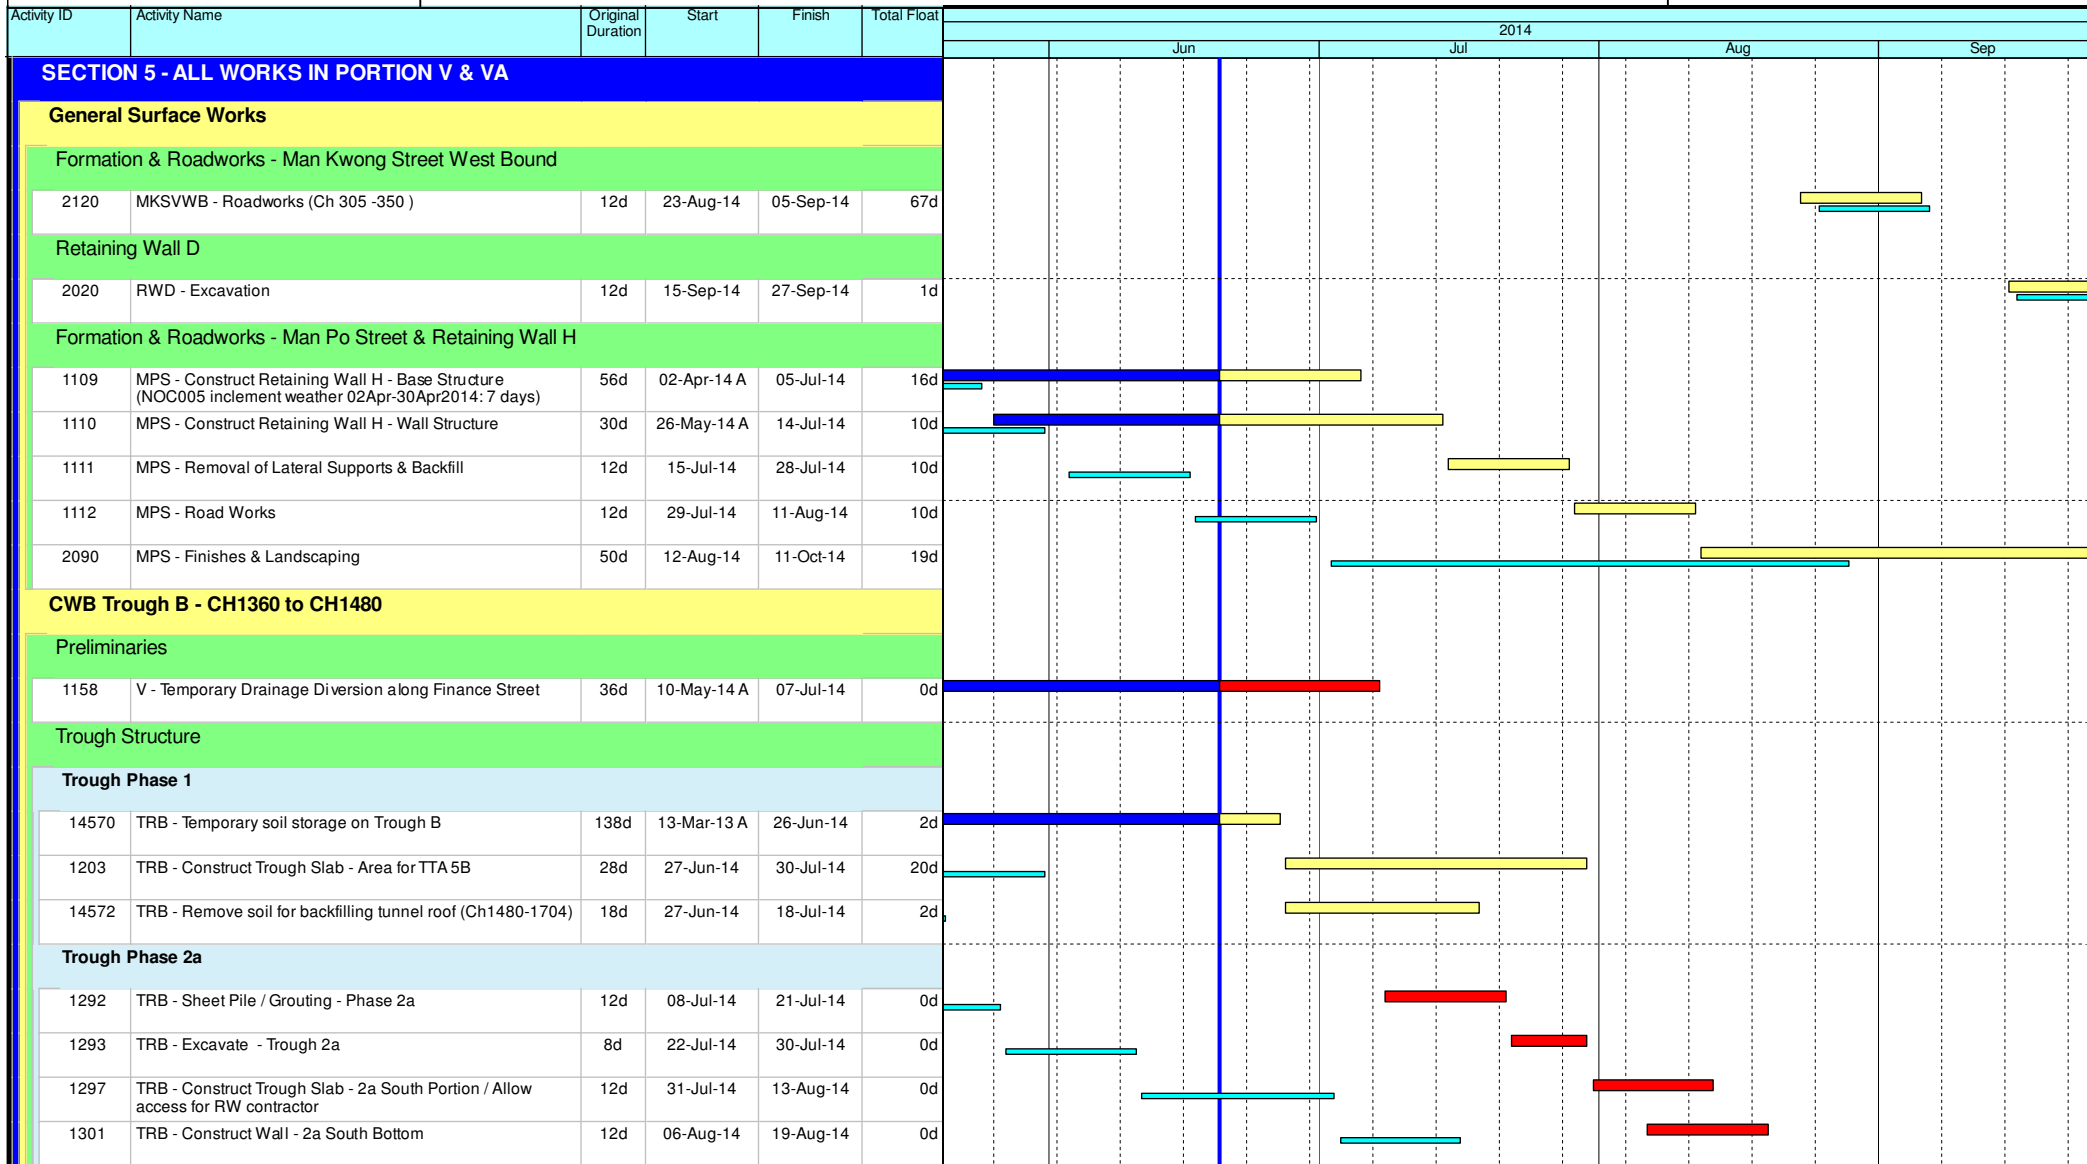 Activity ID Activity Name Original Duration Start Finish Total Float
2014
Jun Jul Aug Sep
SECTION 5 - ALL WORKS IN PORTION V & VA
General Surface Works
Formation & Roadworks - Man Kwong Street West Bound
2120 MKSVWB - Roadworks (Ch 305 -350 ) 12d 23-Aug-14 05-Sep-14 67d
Retaining Wall D
2020 RWD - Excavation 12d 15-Sep-14 27-Sep-14 1d
Formation & Roadworks - Man Po Street & Retaining Wall H
1109 MPS - Construct Retaining Wall H - Base Structure 56d 02-Apr-14 A 05-Jul-14 16d
(NOC005 inclement weather 02Apr-30Apr2014: 7 days)
1110 MPS - Construct Retaining Wall H - Wall Structure 30d 26-May-14 A 14-Jul-14 10d
1111 MPS - Removal of Lateral Supports & Backfill 12d 15-Jul-14 28-Jul-14 10d
1112 MPS - Road Works 12d 29-Jul-14 11-Aug-14 10d
2090 MPS - Finishes & Landscaping 50d 12-Aug-14 11-Oct-14 19d
CWB Trough B - CH1360 to CH1480
Preliminaries
1158 V - Temporary Drainage Diversion along Finance Street 36d 10-May-14 A 07-Jul-14 0d
Trough Structure
Trough Phase 1
14570 TRB - Temporary soil storage on Trough B 138d 13-Mar-13 A 26-Jun-14 2d
1203 TRB - Construct Trough Slab - Area for TTA 5B 28d 27-Jun-14 30-Jul-14 20d
14572 TRB - Remove soil for backfilling tunnel roof (Ch1480-1704) 18d 27-Jun-14 18-Jul-14 2d
Trough Phase 2a
1292 TRB - Sheet Pile / Grouting - Phase 2a 12d 08-Jul-14 21-Jul-14 0d
1293 TRB - Excavate - Trough 2a 8d 22-Jul-14 30-Jul-14 0d
1297 TRB - Construct Trough Slab - 2a South Portion / Allow 12d 31-Jul-14 13-Aug-14 0d
access for RW contractor
1301 TRB - Construct Wall - 2a South Bottom 12d 06-Aug-14 19-Aug-14 0d